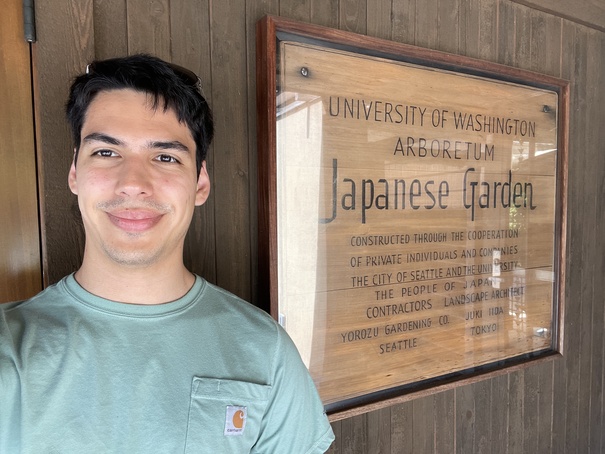 UNIVERSITY OF WASHINGTON
ARBORETUM
Japanese Garden
CONSTRUCTED THROUGH THE COOPERATION
OF PRIVATE INDIVIDUALS AND COMPANIES
THE CITY OF SEATTLE AND THE UNIVERSITY
THE PEOPLE OF JAPAN
CONTRACTORS LANDSCAPE ARCHITECT
YOROZU GARDENING CO. JUKI IIDA
SEATTLE TOKYO
carhartt